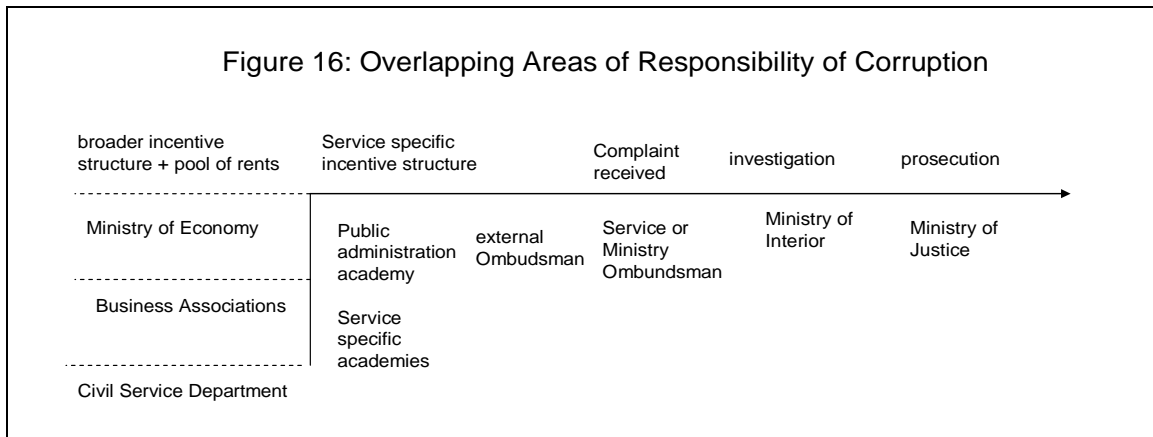 Figure 16: Overlapping Areas of Responsibility of Corruption
broader incentive
structure + pool of rents
Service specific
incentive structure
Complaint
received
investigation
prosecution
Ministry of Economy
Public
administration
academy
external
Ombudsman
Service or
Ministry
Ombundsman
Ministry of
Interior
Ministry of
Justice
Business Associations
Service
specific
academies
Civil Service Department